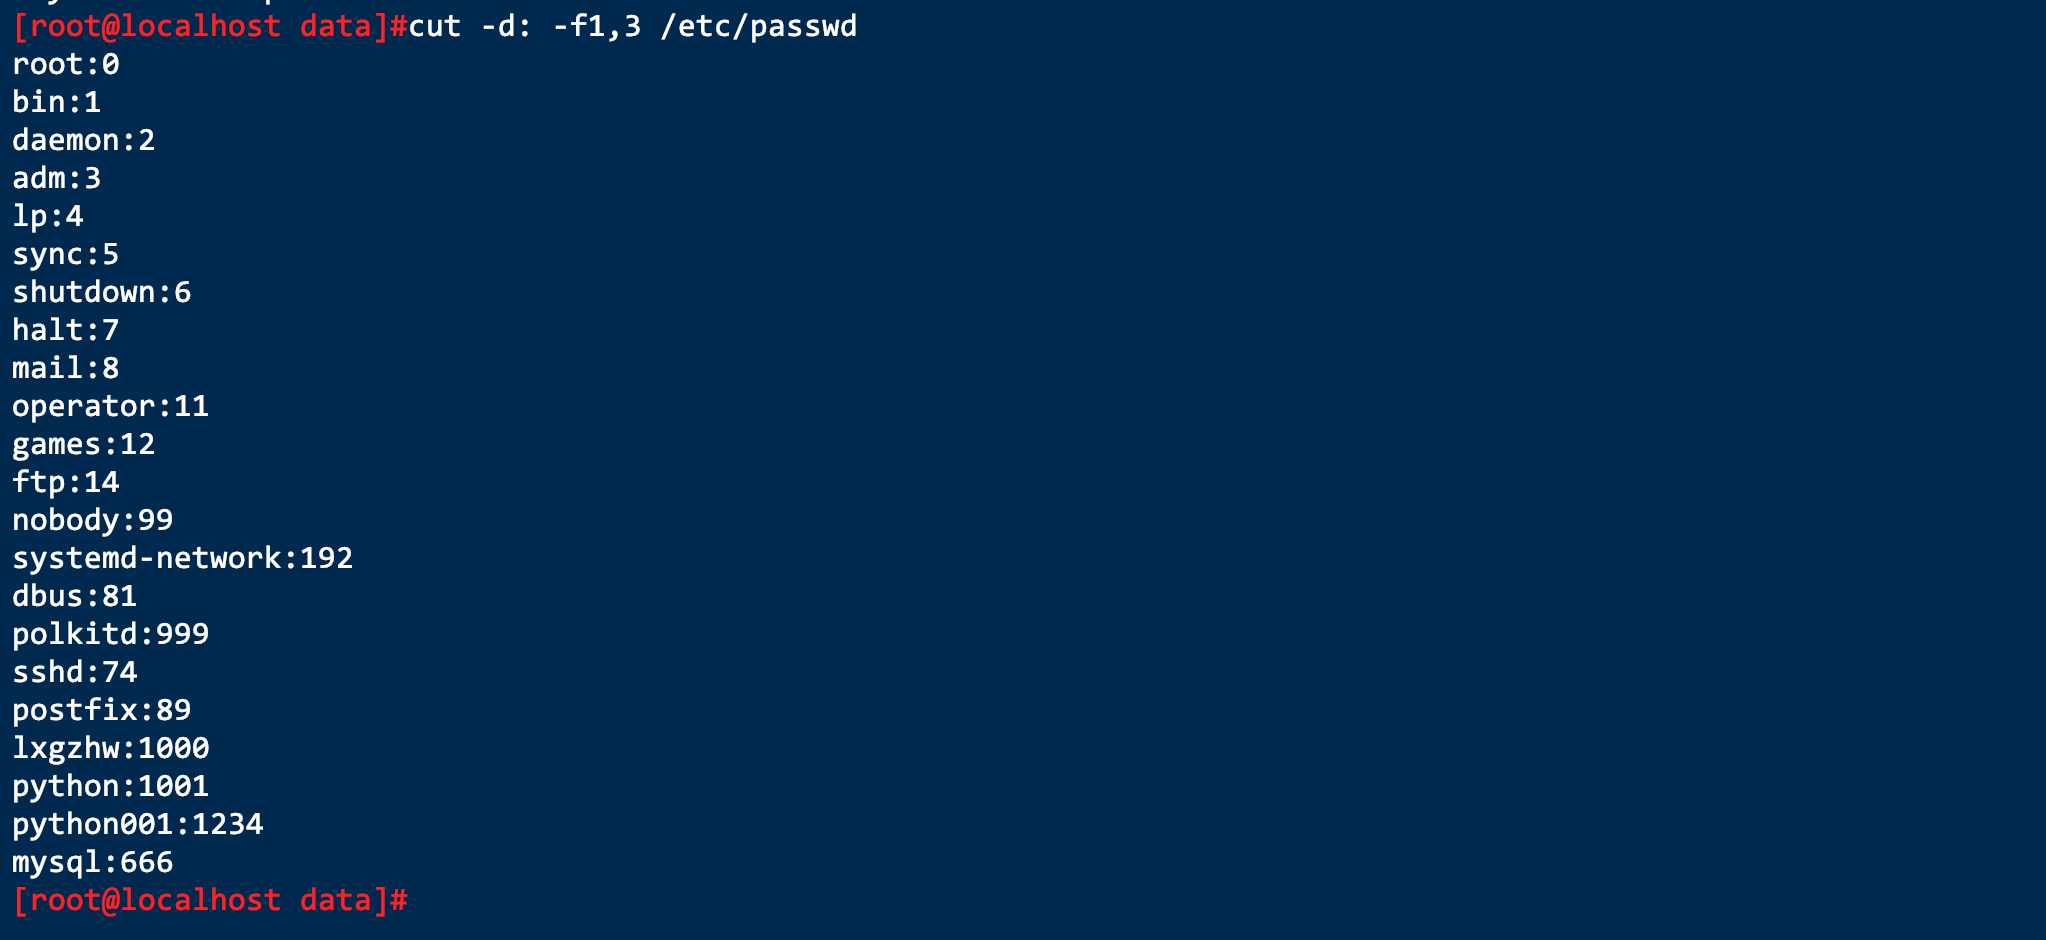 [root@localhost data]#cut -d: -f1,3 /etc/passwd
root:0
bin:1
daemon:2
adm:3
lp:4
sync:5
shutdown:6
halt:7
mail:8
operator:11
games:12
ftp:14
nobody:99
systemd-network:192
dbus:81
polkitd:999
sshd:74
postfix:89
lxgzhw:1000
python:1001
python001:1234
mysql:666
[root@localhost data]#